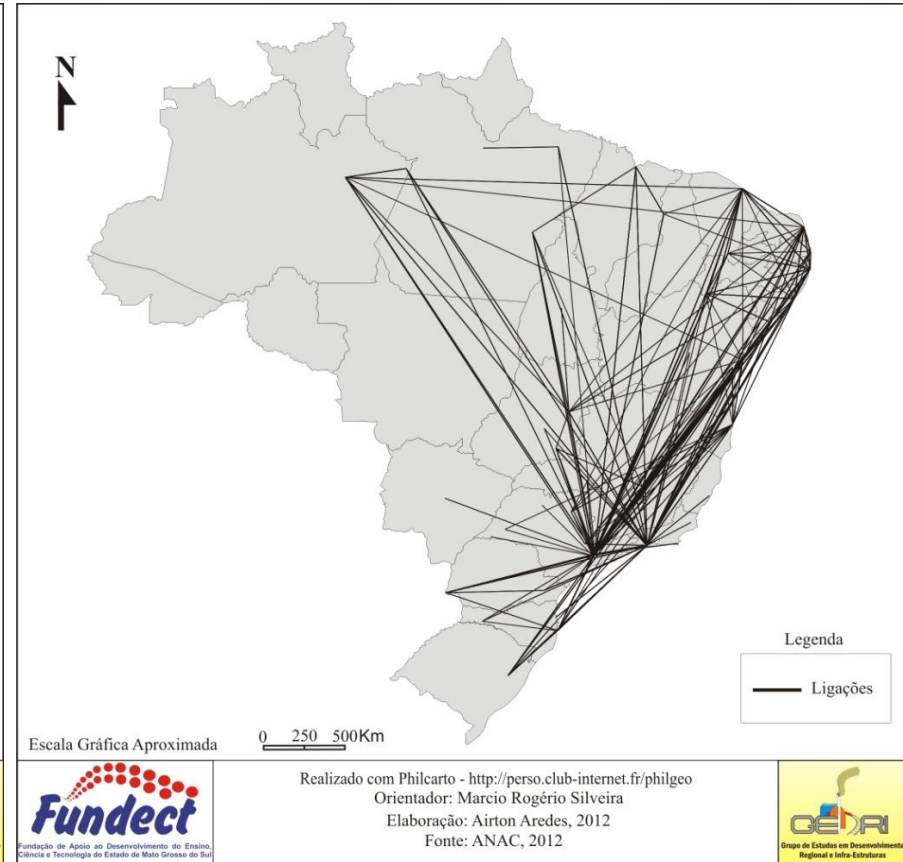 N
Legenda
Ligações
Escala Gráfica Aproximada
0 250 500Km
Fundect
Fundação de Apoio ao Desenvolvimento do Ensino,
Ciência e Tecnologia do Estado de Mato Grosso do Sul
Realizado com Philcarto - http://perso.club-internet.fr/philgeo
Orientador: Marcio Rogério Silveira
Elaboração: Airton Aredes, 2012
Fonte: ANAC, 2012
GEDRI
Grupo de Estudos em Desenvolvimento
Regional e Infra-Estruturas